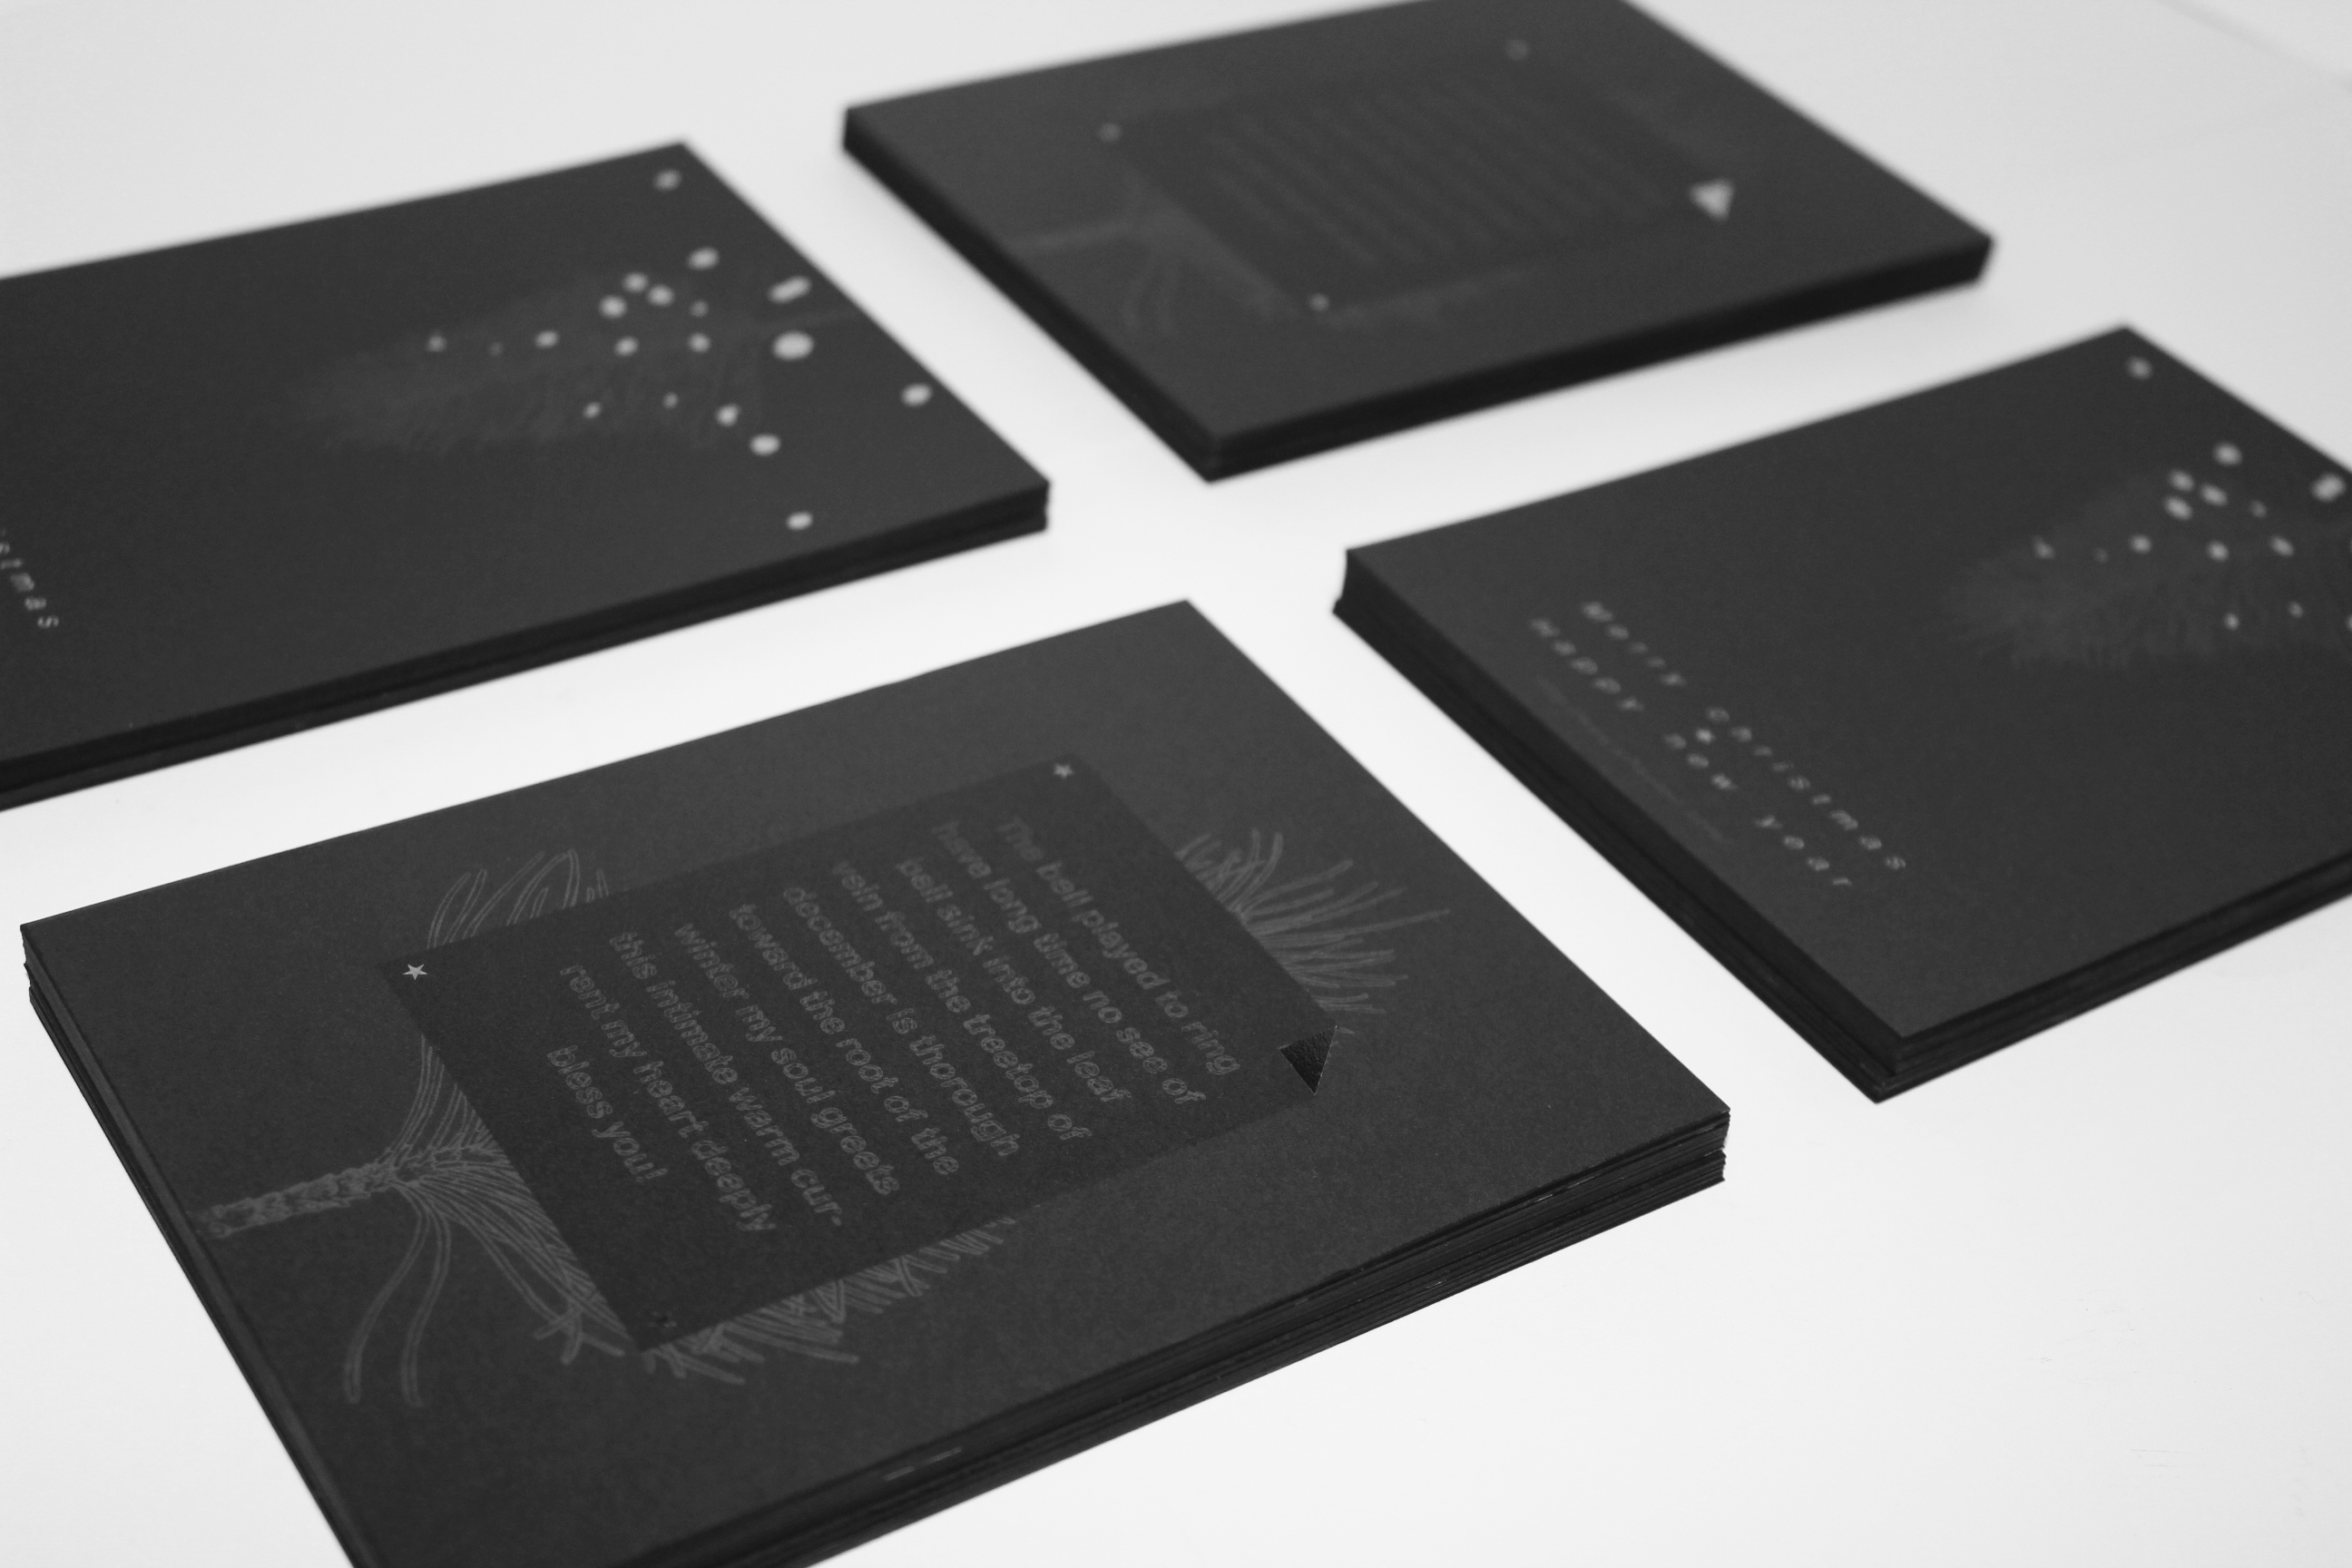 The bell played to ring
have long time no see of
bell sink into the leaf
vein from the treetop of
december is thorough
toward the root of the
winter my soul greets
this intimate warm cur-
rent my heart deeply
bless you!
Merry christmas
Happy new year
istmas